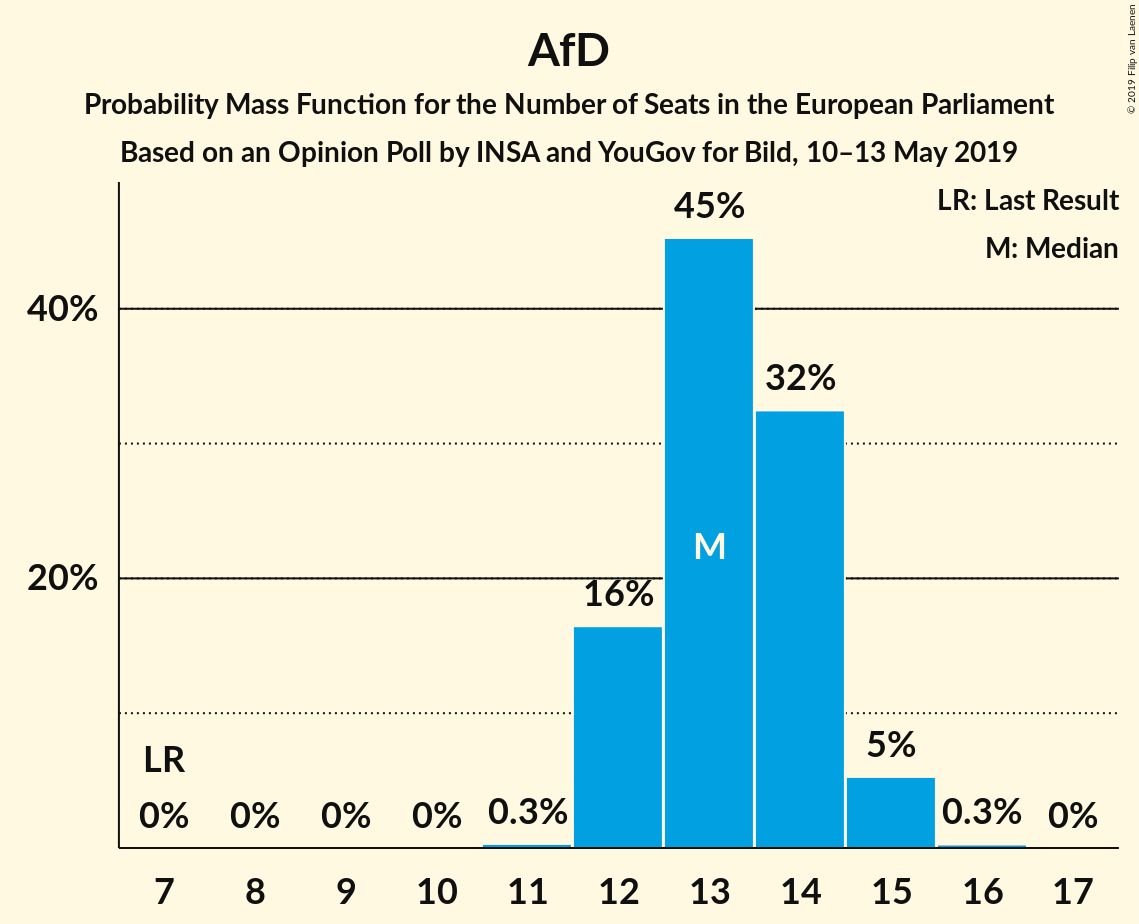 AfD
Probability Mass Function for the Number of Seats in the European Parliament
Based on an Opinion Poll by INSA and YouGov for Bild, 10–13 May 2019
© 2019 Filip van Laenen
LR: Last Result
M: Median
45%
40%
32%
M
20%
16%
LR
5%
0% 0% 0% 0% 0.3% 0.3% 0%
7 8 9 10 11 12 13 14 15 16 17